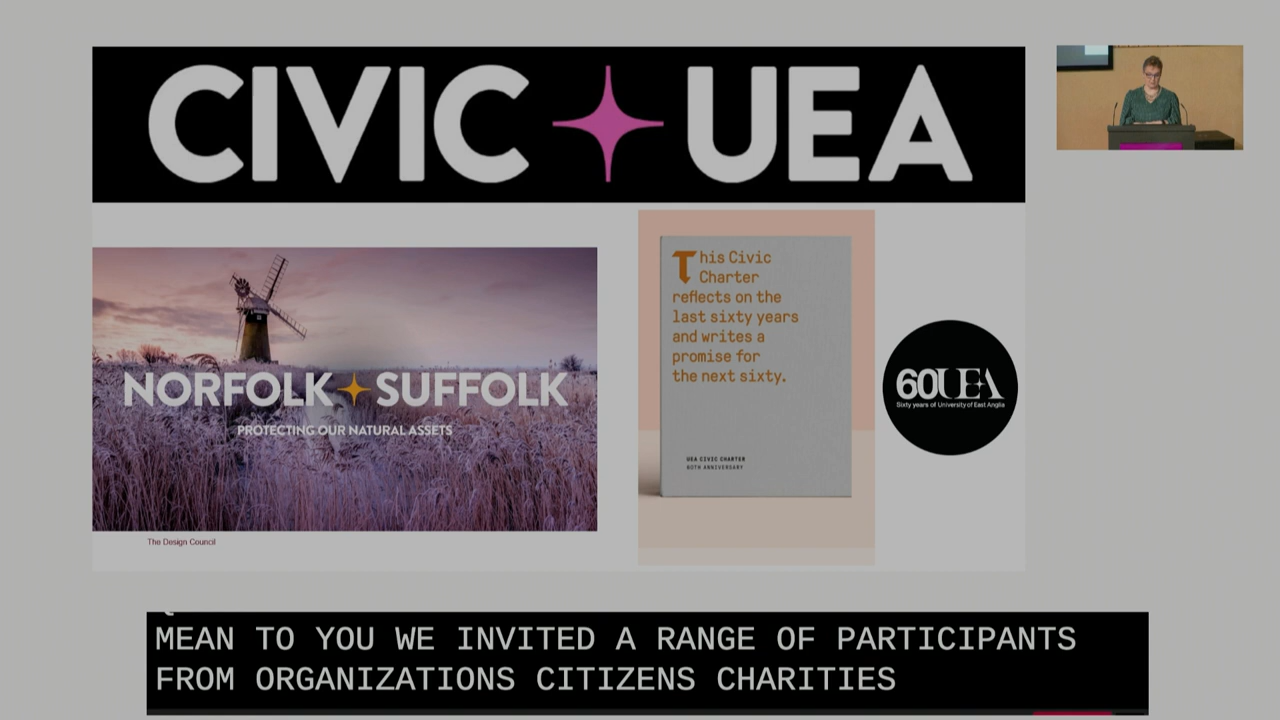 CIVIC UEA
NORFOLK SUFFOLK
PROTECTING OUR NATURAL ASSETS
The Design Council
This Civic
Charter
reflects on the
last sixty years
and writes a
promise for
the next sixty.
UEA CIVIC CHARTER
60TH ANNIVERSARY
60UEA
Sixty years of University of East Anglia
MEAN TO YOU WE INVITED A RANGE OF PARTICIPANTS
FROM ORGANIZATIONS CITIZENS CHARITIES